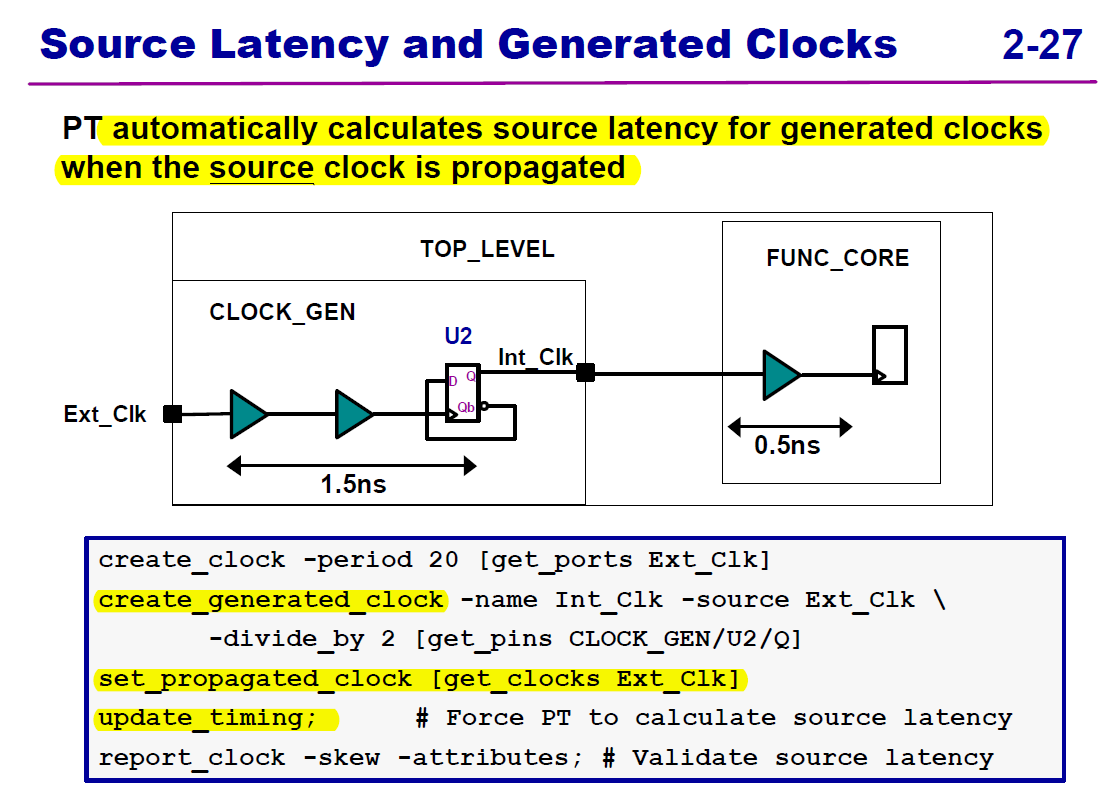 Source Latency and Generated Clocks 2-27
PT automatically calculates source latency for generated clocks
when the source clock is propagated
TOP_LEVEL
FUNC_CORE
CLOCK_GEN
U2
Int_Clk
D Q
Qb
Ext_Clk
0.5ns
1.5ns
create_clock -period 20 [get_ports Ext_Clk]
create_generated_clock -name Int_Clk -source Ext_Clk \
-divide_by 2 [get_pins CLOCK_GEN/U2/Q]
set_propagated_clock [get_clocks Ext_Clk]
update_timing; # Force PT to calculate source latency
report_clock -skew -attributes; # Validate source latency